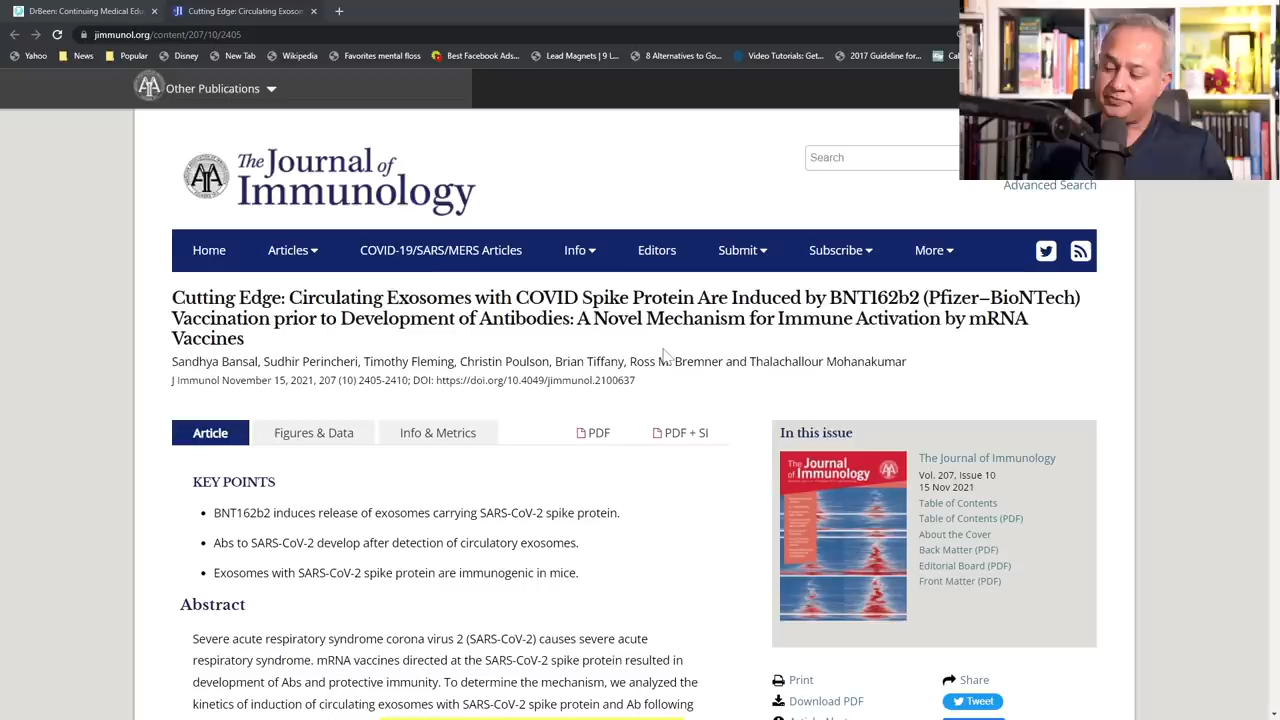 DrBeen: Continuing Medical Edu
Cutting Edge: Circulating Exosom
jimmunol.org/content/207/10/2405
Yahoo
News
Popular
Disney
New Tab
Wikipedia
Favorites mental floss
Best Facebook Ads...
Lead Magnets | 9 L...
8 Alternatives to Go...
Video Tutorials: Get...
2017 Guideline for...
Other Publications
The Journal of
Immunology
Search
Advanced Search
Home
Articles
COVID-19/SARS/MERS Articles
Info
Editors
Submit
Subscribe
More
Cutting Edge: Circulating Exosomes with COVID Spike Protein Are Induced by BNT162b2 (Pfizer–BioNTech)
Vaccination prior to Development of Antibodies: A Novel Mechanism for Immune Activation by mRNA
Vaccines
Sandhya Bansal, Sudhir Perincheri, Timothy Fleming, Christin Poulson, Brian Tiffany, Ross M. Bremner and Thalachallour Mohanakumar
J Immunol November 15, 2021, 207 (10) 2405-2410; DOI: https://doi.org/10.4049/jimmunol.2100637
Article
Figures & Data
Info & Metrics
PDF
PDF + SI
KEY POINTS
• BNT162b2 induces release of exosomes carrying SARS-CoV-2 spike protein.
• Abs to SARS-CoV-2 develop after detection of circulatory exosomes.
• Exosomes with SARS-CoV-2 spike protein are immunogenic in mice.
Abstract
Severe acute respiratory syndrome corona virus 2 (SARS-CoV-2) causes severe acute
respiratory syndrome. mRNA vaccines directed at the SARS-CoV-2 spike protein resulted in
development of Abs and protective immunity. To determine the mechanism, we analyzed the
kinetics of induction of circulating exosomes with SARS-CoV-2 spike protein and Ab following
In this issue
The Journal of
Immunology
The Journal of Immunology
Vol. 207, Issue 10
15 Nov 2021
Table of Contents
Table of Contents (PDF)
About the Cover
Back Matter (PDF)
Editorial Board (PDF)
Front Matter (PDF)
Print
Download PDF
Share
Tweet